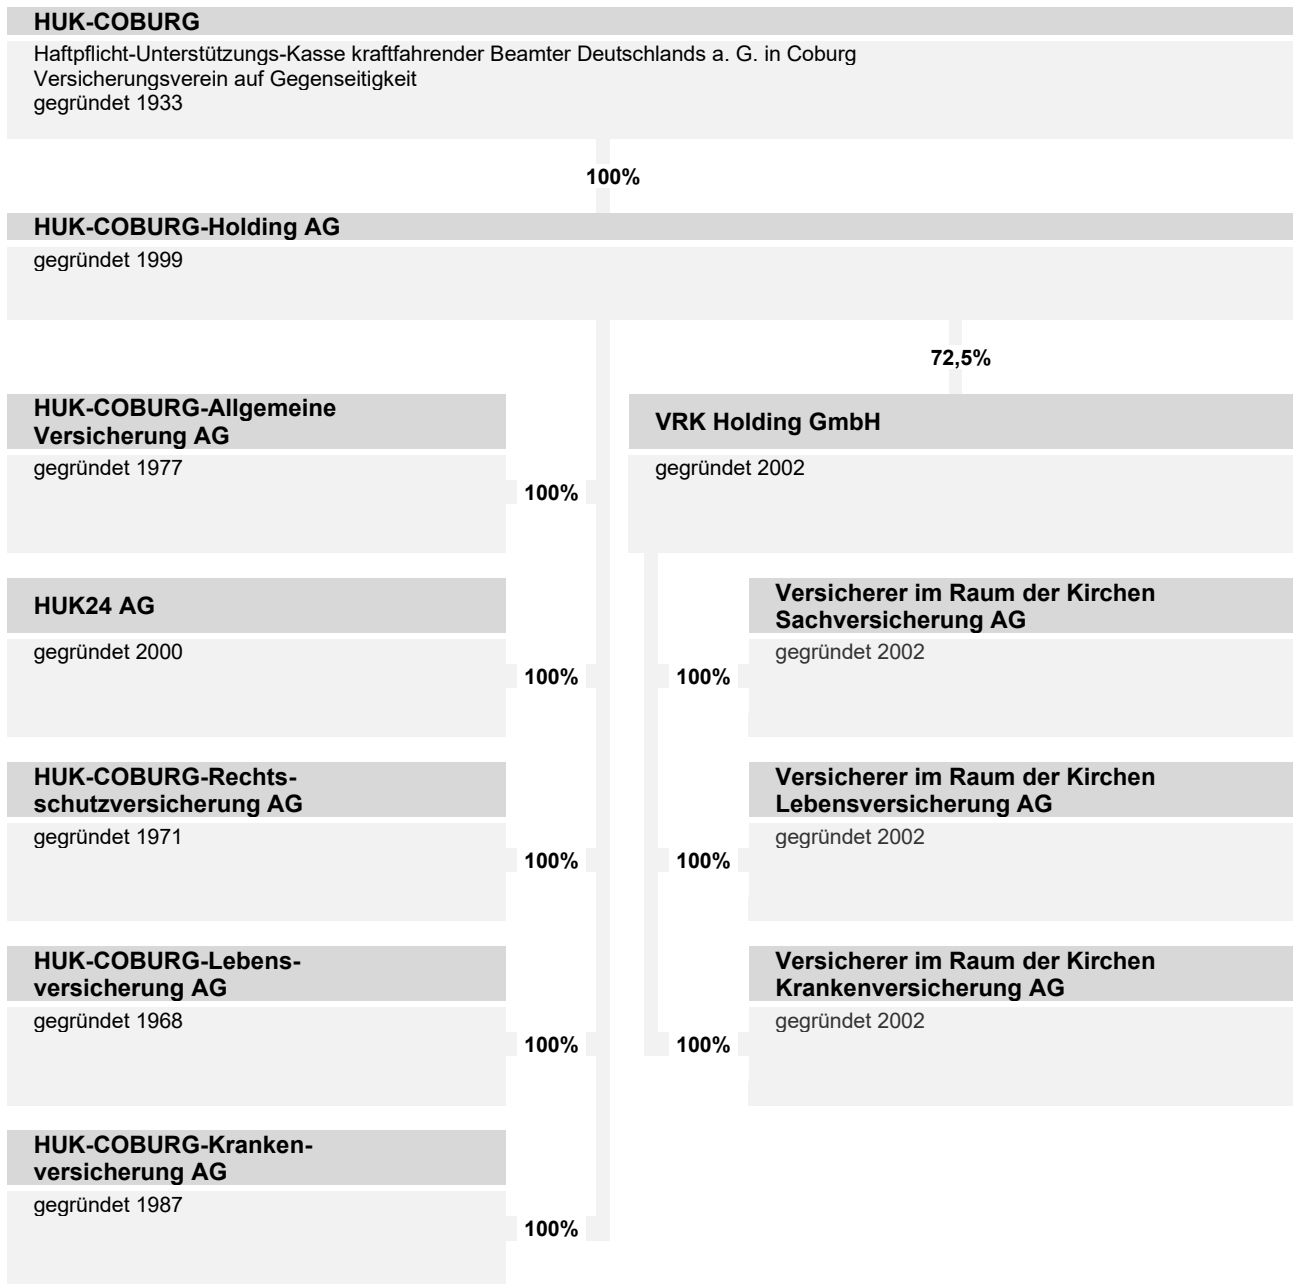 HUK-COBURG
Haftpflicht-Unterstützungs-Kasse kraftfahrender Beamter Deutschlands a. G. in Coburg
Versicherungsverein auf Gegenseitigkeit
gegründet 1933
100%
HUK-COBURG-Holding AG
gegründet 1999
72,5%
HUK-COBURG-Allgemeine
Versicherung AG
gegründet 1977
100%
VRK Holding GmbH
gegründet 2002
HUK24 AG
gegründet 2000
100%
Versicherer im Raum der Kirchen
Sachversicherung AG
gegründet 2002
100%
HUK-COBURG-Rechts-
schutzversicherung AG
gegründet 1971
100%
Versicherer im Raum der Kirchen
Lebensversicherung AG
gegründet 2002
100%
HUK-COBURG-Lebens-
versicherung AG
gegründet 1968
100%
Versicherer im Raum der Kirchen
Krankenversicherung AG
gegründet 2002
100%
HUK-COBURG-Kranken-
versicherung AG
gegründet 1987
100%